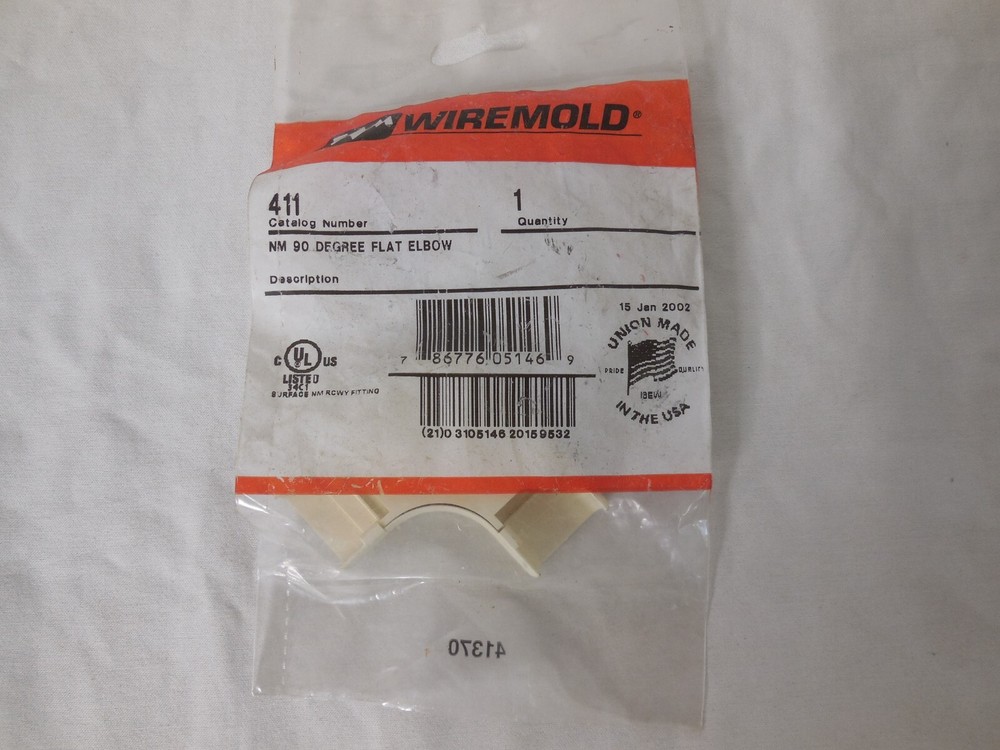 WIREMOLD®
411 1
Catalog Number Quantity
NM 90 DEGREE FLAT ELBOW
Description
15 Jan 2002
UNION MADE
PRIDE QUALITY
IBEW
IN THE USA
7 86776 05146 9
C UL US
LISTED
34C1
SURFACE NM RCWY FITTING
(21)0 3105146 20159532
41370